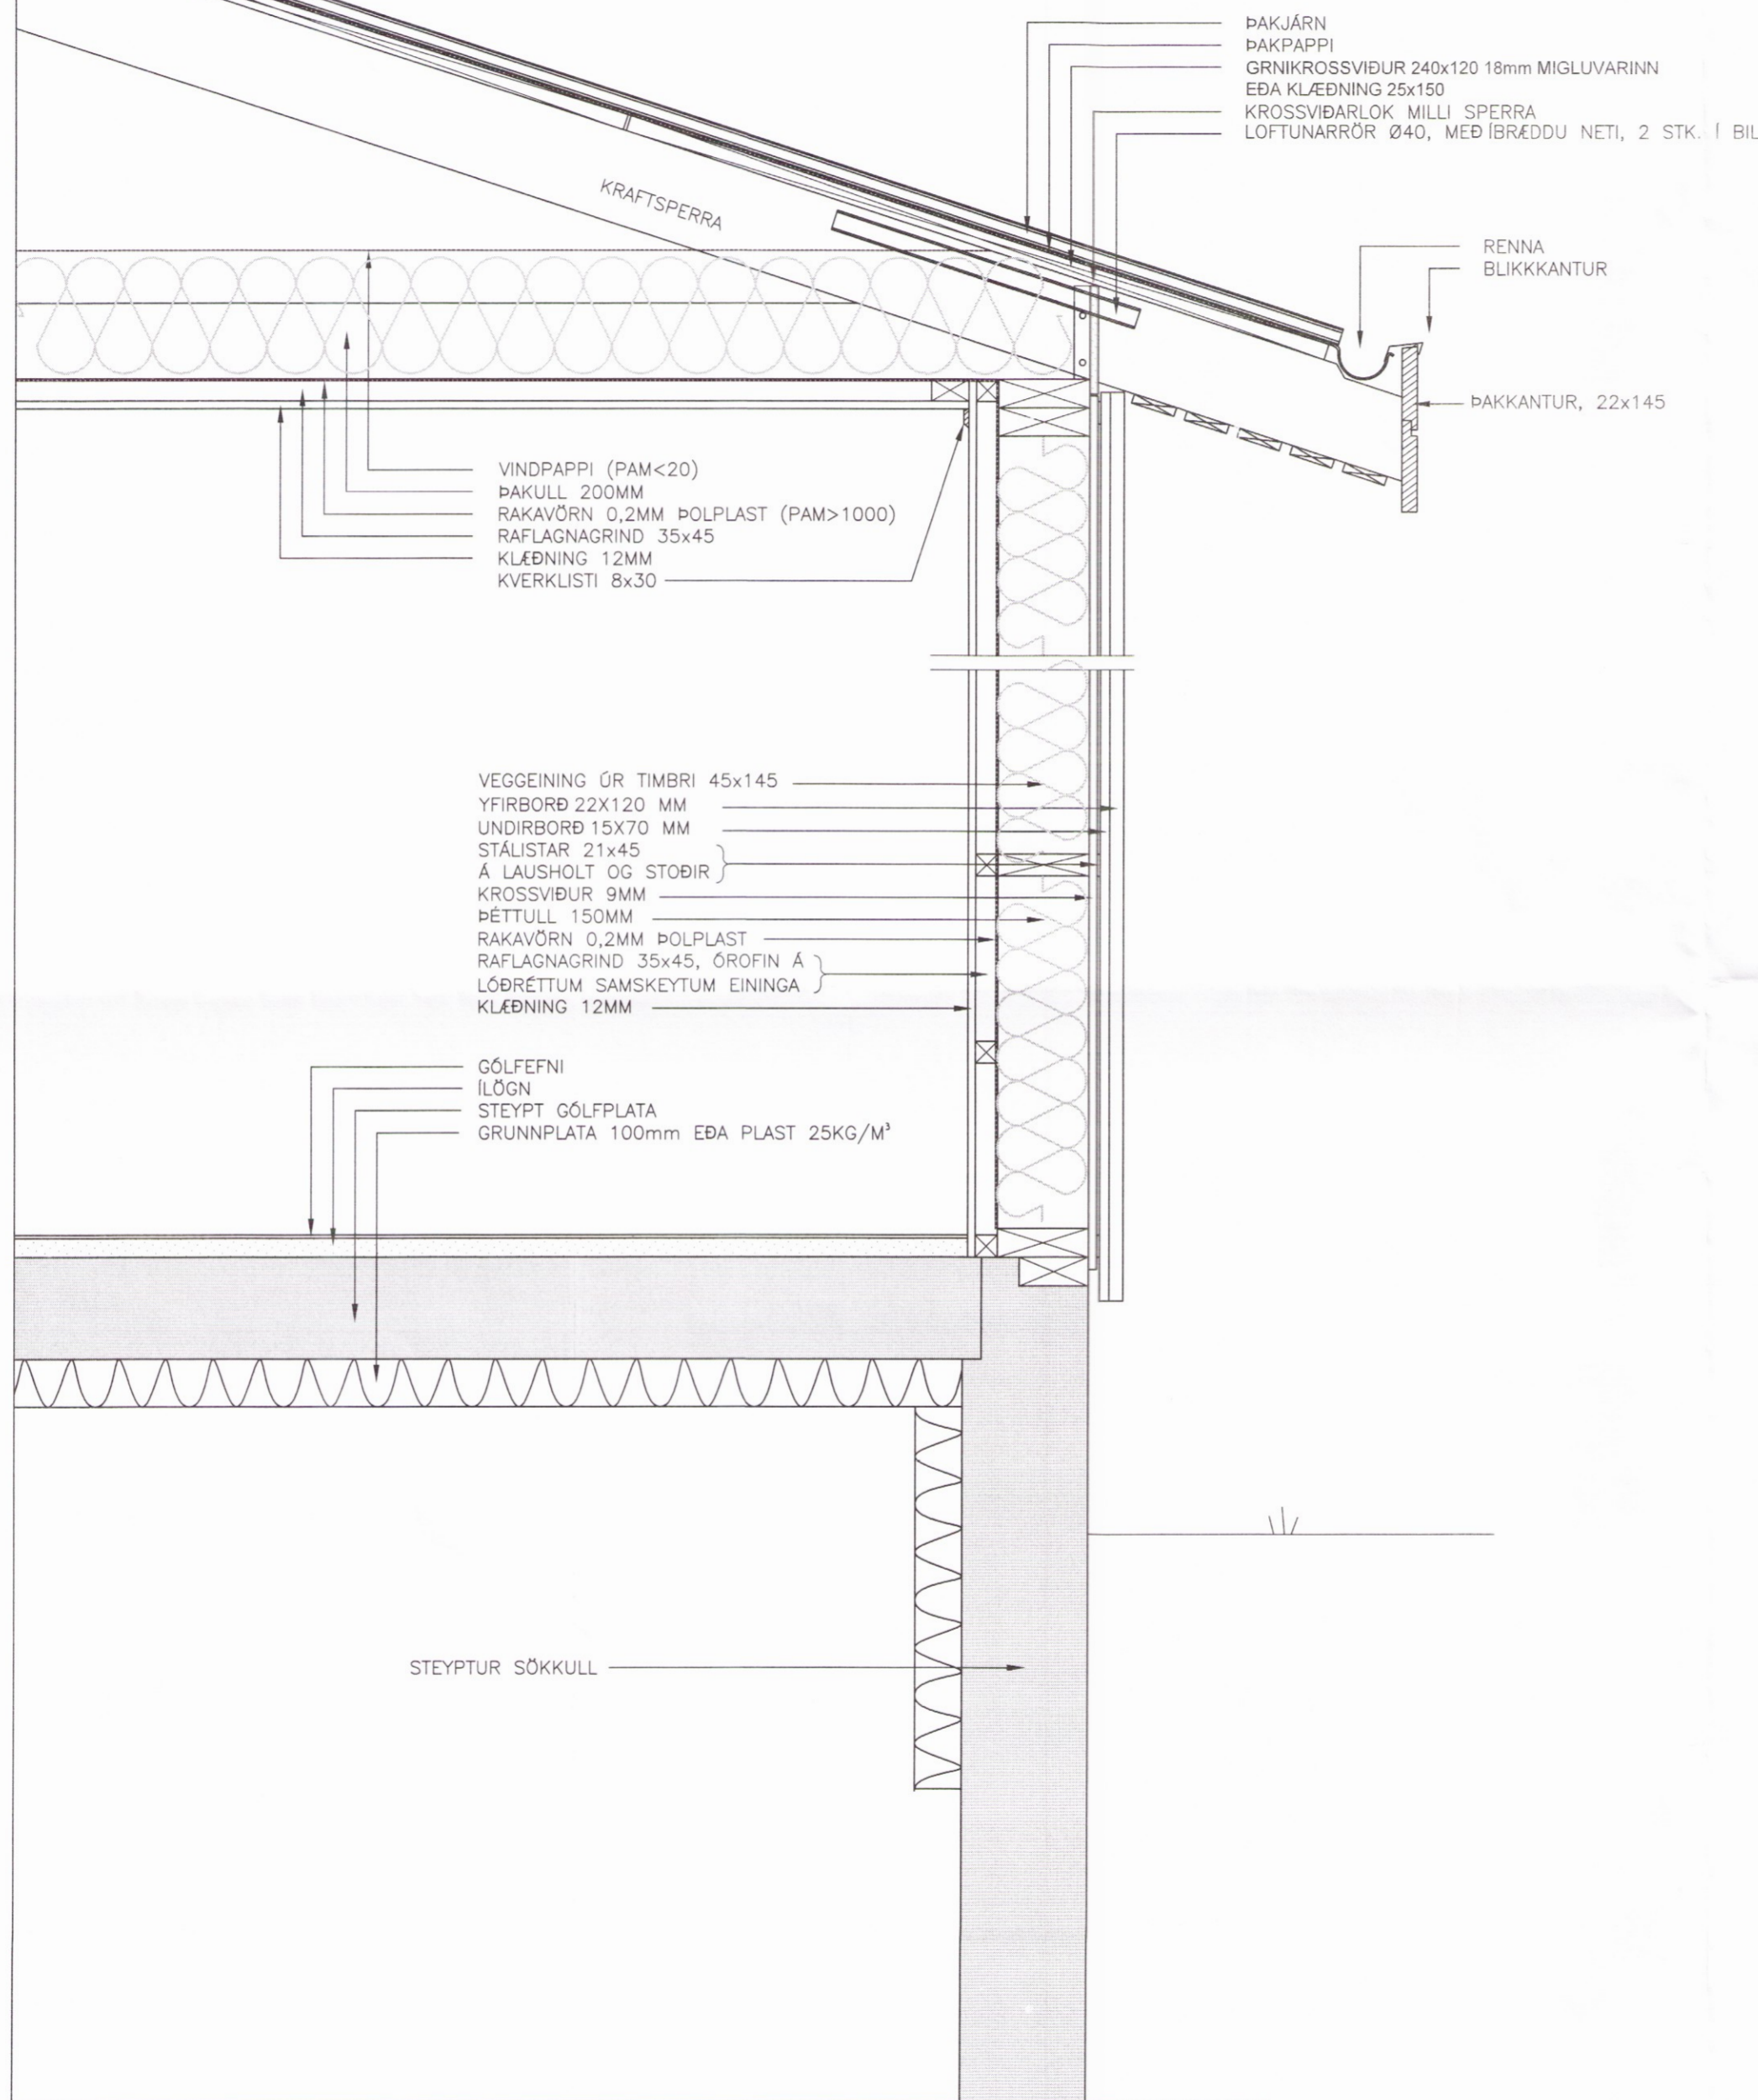 ÞAKJÁRN
ÞAKPAPPI
GRNIKROSSVIÐUR 240x120 18mm MIGLUVARINN
EÐA KLÆÐNING 25x150
KROSSVIÐARLOK MILLI SPERRA
LOFTUNARRÖR Ø40, MEÐ ÍBRÆDDU NETI, 2 STK. Í BIL
KRAFTSPERRA
RENNA
BLIKKKANTUR
ÞAKKANTUR, 22x145
VINDPAPPI (PAM<20)
ÞAKULL 200MM
RAKAVÖRN 0,2MM ÞOLPLAST (PAM>1000)
RAFLAGNAGRIND 35x45
KLÆÐNING 12MM
KVERKLISTI 8x30
VEGGEINING ÚR TIMBRI 45x145
YFIRBORÐ 22X120 MM
UNDIRBORÐ 15X70 MM
STÁLISTAR 21x45
Á LAUSHOLT OG STOÐIR
KROSSVIÐUR 9MM
ÞÉTTULL 150MM
RAKAVÖRN 0,2MM ÞOLPLAST
RAFLAGNAGRIND 35x45, ÓROFIN Á
LÓÐRÉTTUM SAMSKEYTUM EININGA
KLÆÐNING 12MM
GÓLFEFNI
ÍLÖGN
STEYPT GÓLFPLATA
GRUNNPLATA 100mm EÐA PLAST 25KG/M³
STEYPTUR SÖKKULL